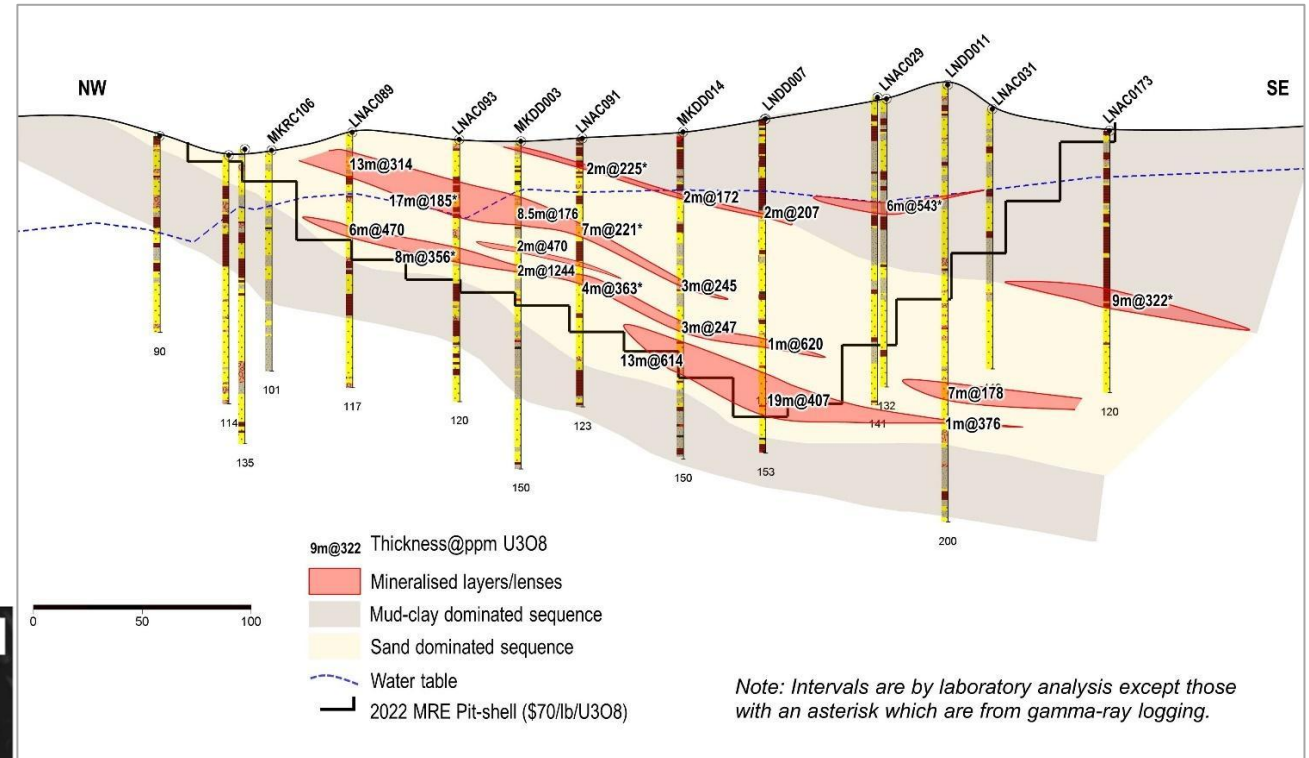 NW
SE
MKRC106
LNAC089
LNAC093
MKDD003
LNAC091
MKDD014
LNDD007
LNAC029
LNDD011
LNAC031
LNAC0173
13m@314
2m@225*
17m@185*
8.5m@176
2m@172
2m@207
6m@543*
6m@470
7m@221*
8m@356*
2m@470
2m@1244
4m@363*
3m@245
9m@322*
3m@247
1m@620
13m@614
19m@407
7m@178
1m@376
90
101
114
135
117
120
150
123
150
153
141
132
200
120
9m@322 Thickness@ppm U3O8
Mineralised layers/lenses
Mud-clay dominated sequence
Sand dominated sequence
Water table
2022 MRE Pit-shell ($70/lb/U3O8)
0 50 100
Note: Intervals are by laboratory analysis except those
with an asterisk which are from gamma-ray logging.